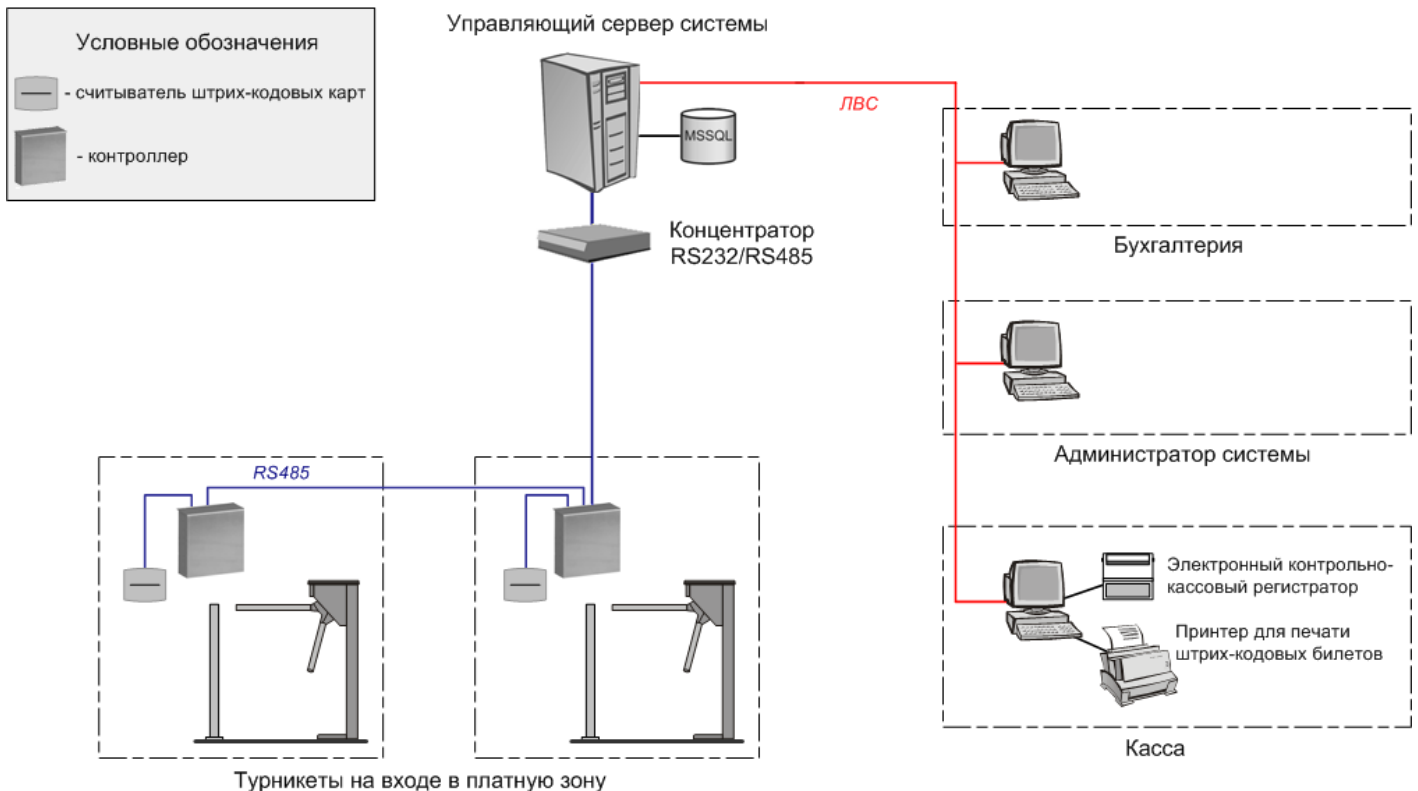 Управляющий сервер системы
Условные обозначения
- считыватель штрих-кодовых карт
- контроллер
ЛВС
MSSQL
Концентратор
RS232/RS485
Бухгалтерия
Администратор системы
RS485
Электронный контрольно-
кассовый регистратор
Принтер для печати
штрих-кодовых билетов
Касса
Турникеты на входе в платную зону